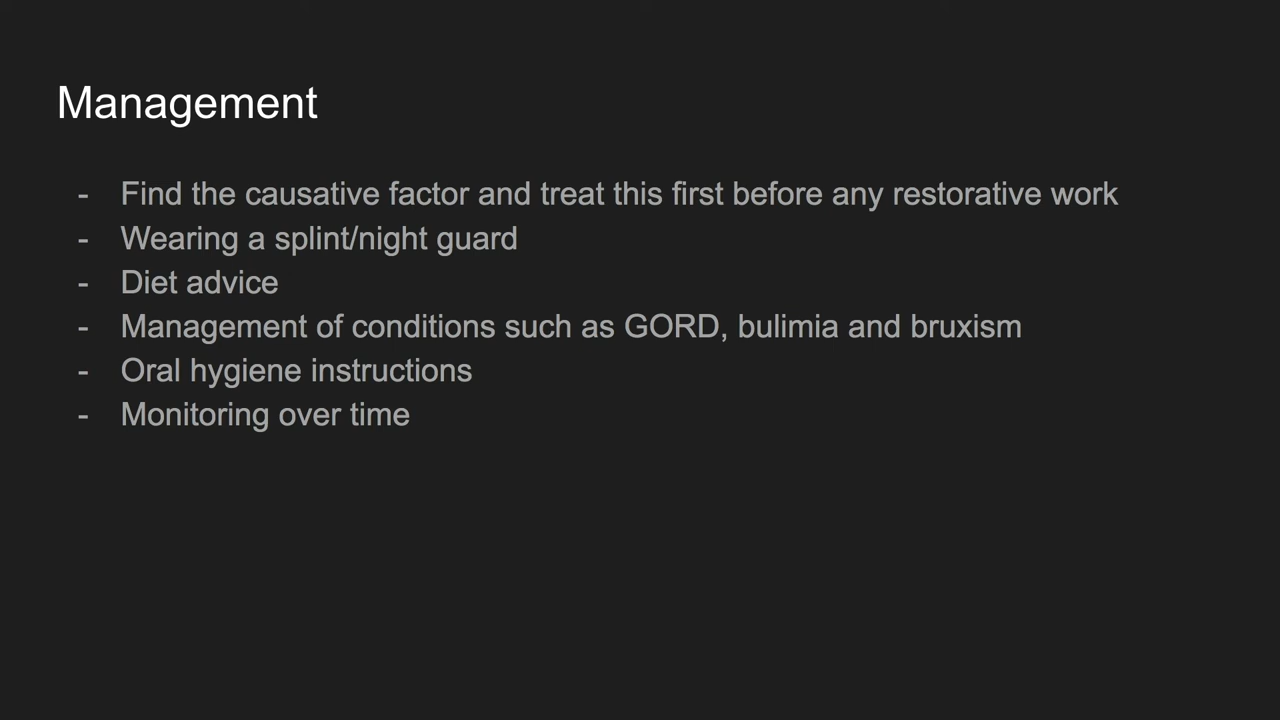 Management
- Find the causative factor and treat this first before any restorative work
- Wearing a splint/night guard
- Diet advice
- Management of conditions such as GORD, bulimia and bruxism
- Oral hygiene instructions
- Monitoring over time